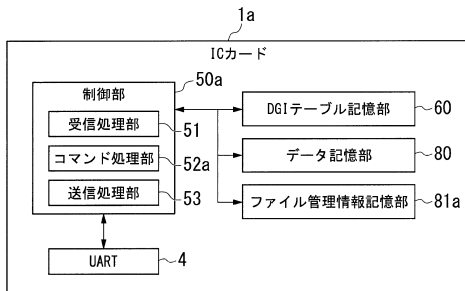 1a
ICカード
50a
制御部
受信処理部 51
コマンド処理部 52a
送信処理部 53
DGIテーブル記憶部 60
データ記憶部 80
ファイル管理情報記憶部 81a
UART 4